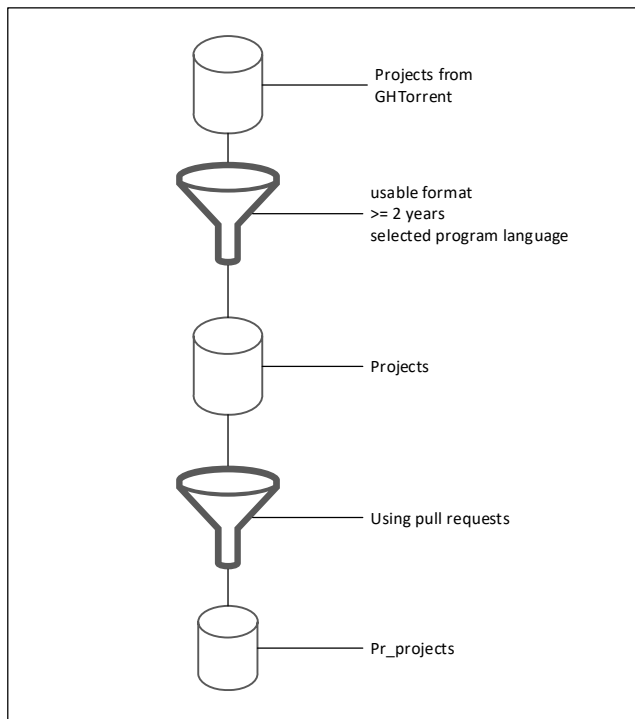 Projects from
GHTorrent
usable format
>= 2 years
selected program language
Projects
Using pull requests
Pr_projects